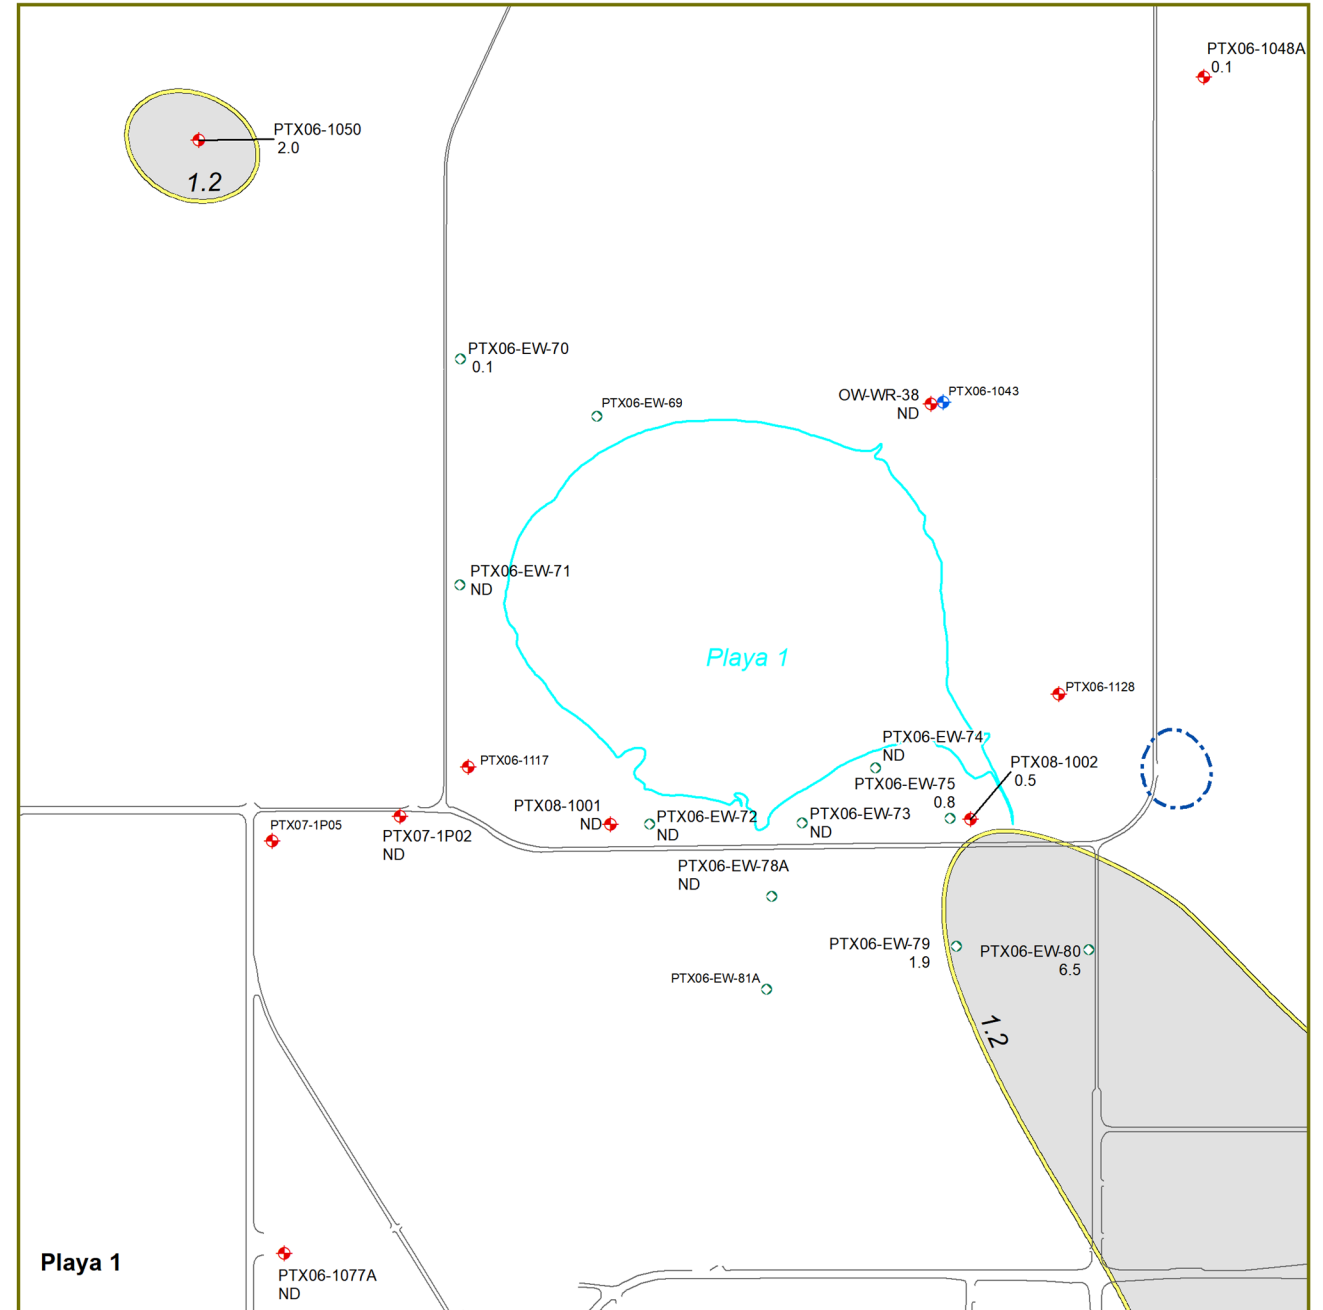 PTX06-1048A
0.1
PTX06-1050
2.0
1.2
PTX06-EW-70
0.1
PTX06-EW-69
OW-WR-38
ND
PTX06-1043
PTX06-EW-71
ND
Playa 1
PTX06-1128
PTX06-EW-74
ND
PTX06-1117
PTX08-1002
0.5
PTX06-EW-75
0.8
PTX08-1001
ND
PTX06-EW-72
ND
PTX06-EW-73
ND
PTX07-1P05
PTX07-1P02
ND
PTX06-EW-78A
ND
PTX06-EW-79
1.9
PTX06-EW-80
6.5
PTX06-EW-81A
1.2
Playa 1
PTX06-1077A
ND